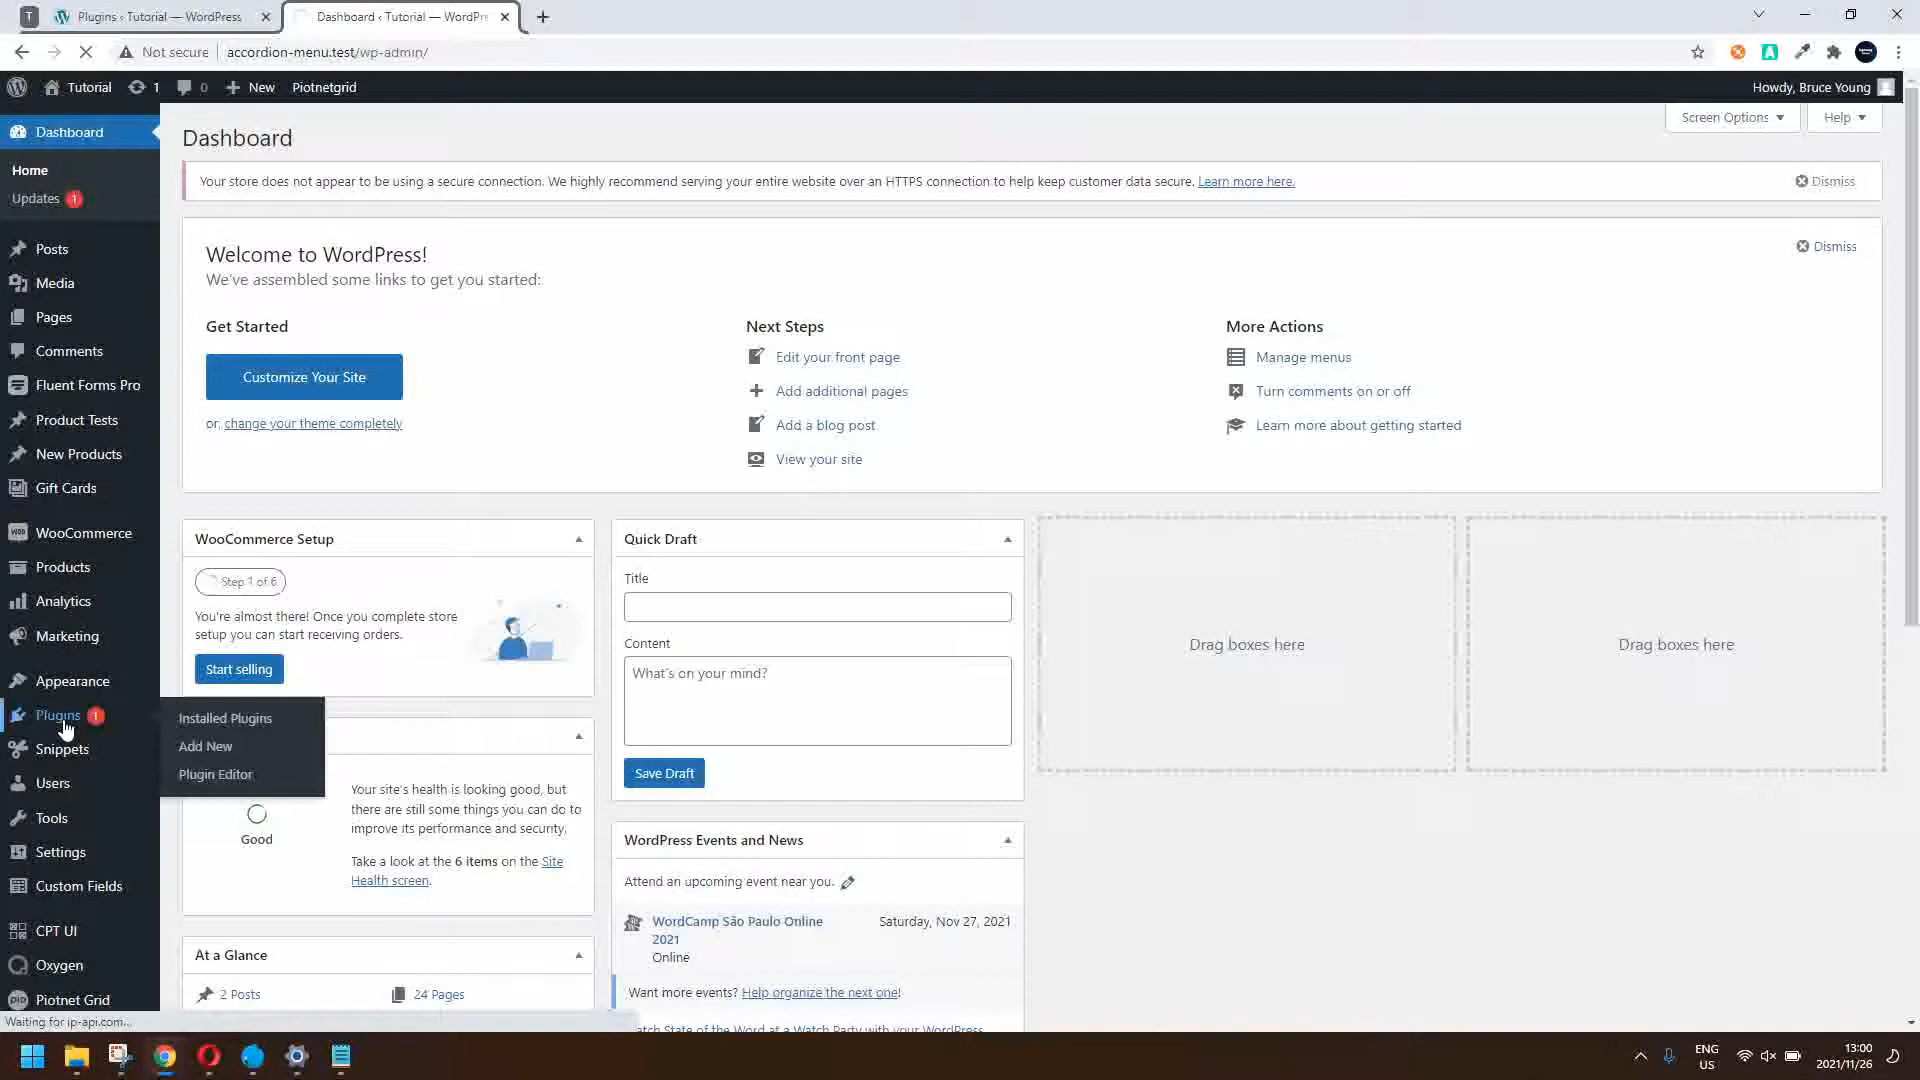 T
Plugins ‹ Tutorial — WordPress
Dashboard ‹ Tutorial — WordPr
Not secure
accordion-menu.test/wp-admin/
Tutorial
1
0
New
Piotnetgrid
Howdy, Bruce Young
Dashboard
Home
Updates 1
Posts
Media
Pages
Comments
Fluent Forms Pro
Product Tests
New Products
Gift Cards
WooCommerce
Products
Analytics
Marketing
Appearance
Plugins 1
Snippets
Users
Tools
Settings
Custom Fields
CPT UI
Oxygen
Piotnet Grid
Installed Plugins
Add New
Plugin Editor
Screen Options
Help
Dashboard
Your store does not appear to be using a secure connection. We highly recommend serving your entire website over an HTTPS connection to help keep customer data secure. Learn more here.
Dismiss
Welcome to WordPress!
We've assembled some links to get you started:
Dismiss
Get Started
Customize Your Site
or, change your theme completely
Next Steps
Edit your front page
Add additional pages
Add a blog post
View your site
More Actions
Manage menus
Turn comments on or off
Learn more about getting started
WooCommerce Setup
Step 1 of 6
You're almost there! Once you complete store
setup you can start receiving orders.
Start selling
Good
Your site's health is looking good, but
there are still some things you can do to
improve its performance and security.
Take a look at the 6 items on the Site
Health screen.
At a Glance
2 Posts
24 Pages
Quick Draft
Title
Content
What's on your mind?
Save Draft
WordPress Events and News
Attend an upcoming event near you.
WordCamp São Paulo Online
2021
Online
Saturday, Nov 27, 2021
Want more events? Help organize the next one!
State of the Word at a Watch Party with your WordPress
Drag boxes here
Drag boxes here
Waiting for ip-api.com...
ENG
US
13:00
2021/11/26